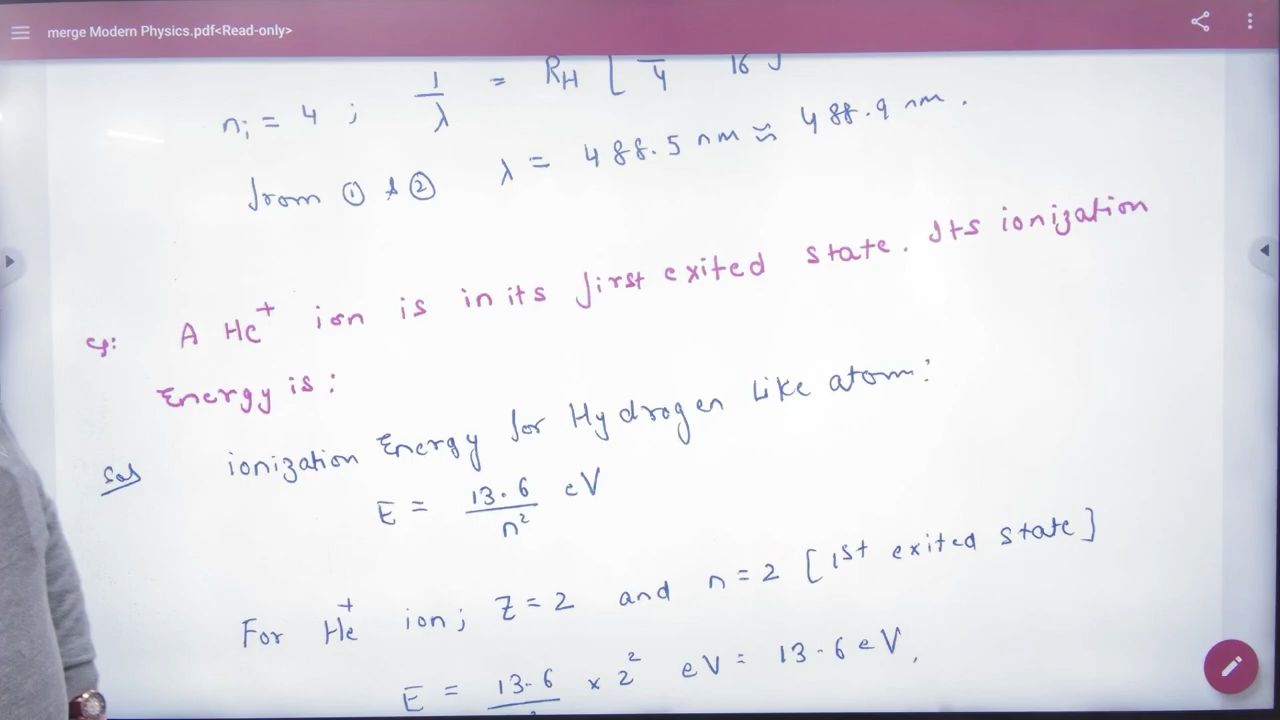 merge Modern Physics.pdf<Read-only>
nᵢ = 4 ; 1/λ = R_H [ 4 16 ]
from ① & ② λ = 488.5 nm ≈ 488.9 nm.
A He⁺ ion is in its first exited state. Its ionization
Energy is :
Sol ionization Energy for Hydrogen Like atom:
E = 13.6/n² eV
For He⁺ ion; Z = 2 and n = 2 [1st exited state]
E = 13.6 × 2² eV = 13.6 eV,